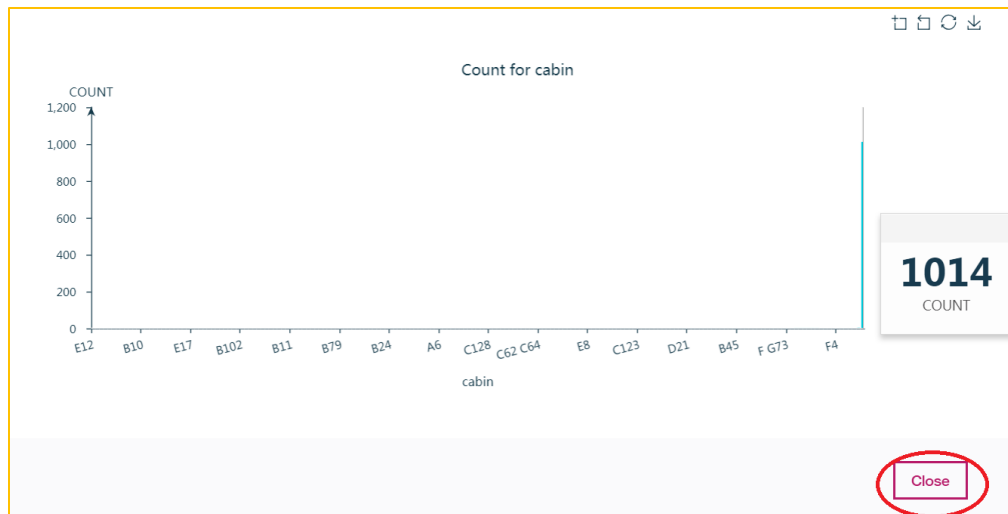 Count for cabin
COUNT
1,200
1,000
800
600
400
200
0
E12 B10 E17 B102 B11 B79 B24 A6 C128 C62 C64 E8 C123 D21 B45 F G73 F4
cabin
1014
COUNT
Close